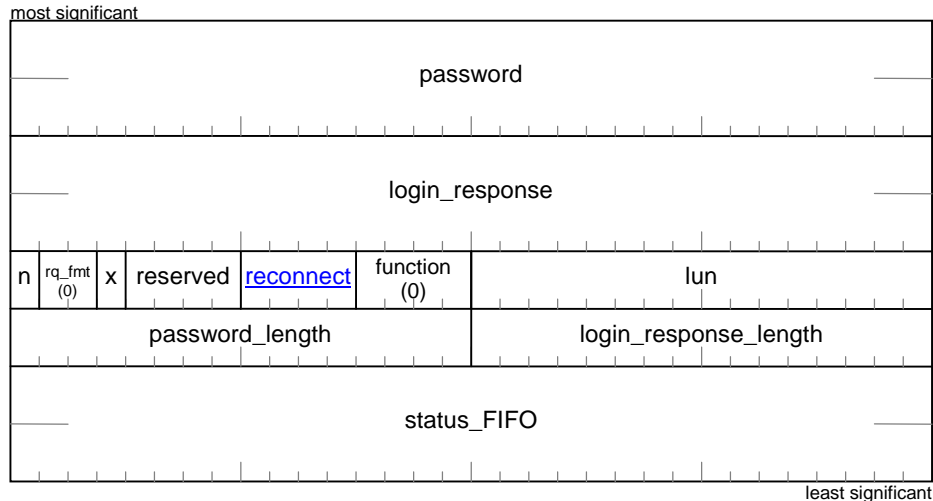 most significant
password
login_response
n rq_fmt (0) x reserved reconnect function (0) lun
password_length login_response_length
status_FIFO
least significant